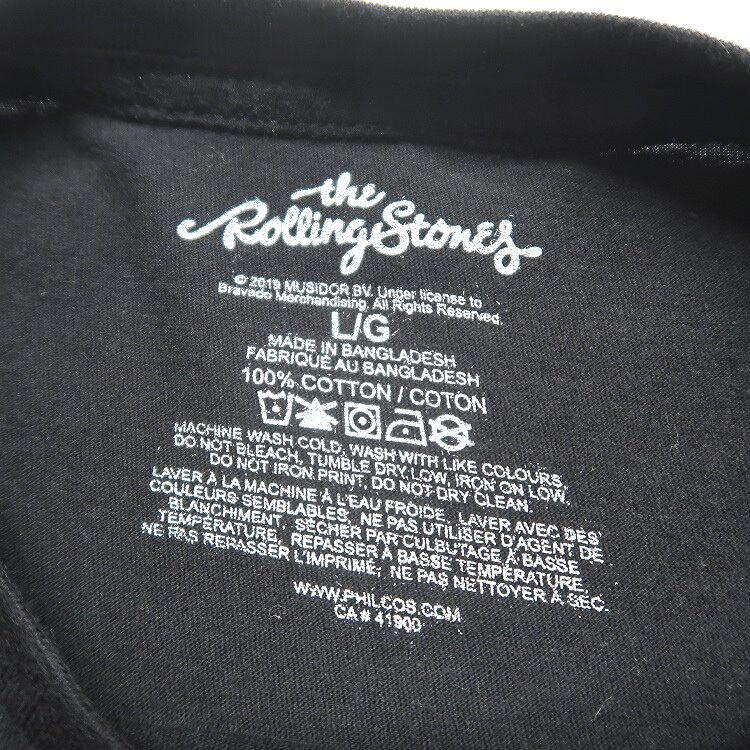 the
Rolling Stones
© 2019 MUSIDOR BV. Under license to
Bravado Merchandising. All Rights Reserved.
L/G
MADE IN BANGLADESH
FABRIQUE AU BANGLADESH
100% COTTON / COTON
MACHINE WASH COLD, WASH WITH LIKE COLOURS,
DO NOT BLEACH, TUMBLE DRY LOW, IRON ON LOW,
DO NOT IRON PRINT, DO NOT DRY CLEAN.
LAVER À LA MACHINE À L'EAU FROIDE, LAVER AVEC DES
COULEURS SEMBLABLES, NE PAS UTILISER D'AGENT DE
BLANCHIMENT, SÉCHER PAR CULBUTAGE À BASSE
TEMPÉRATURE, REPASSER À BASSE TEMPÉRATURE,
NE PAS REPASSER L'IMPRIMÉ, NE PAS NETTOYER À SEC.
WWW.PHILCOS.COM
CA # 41900